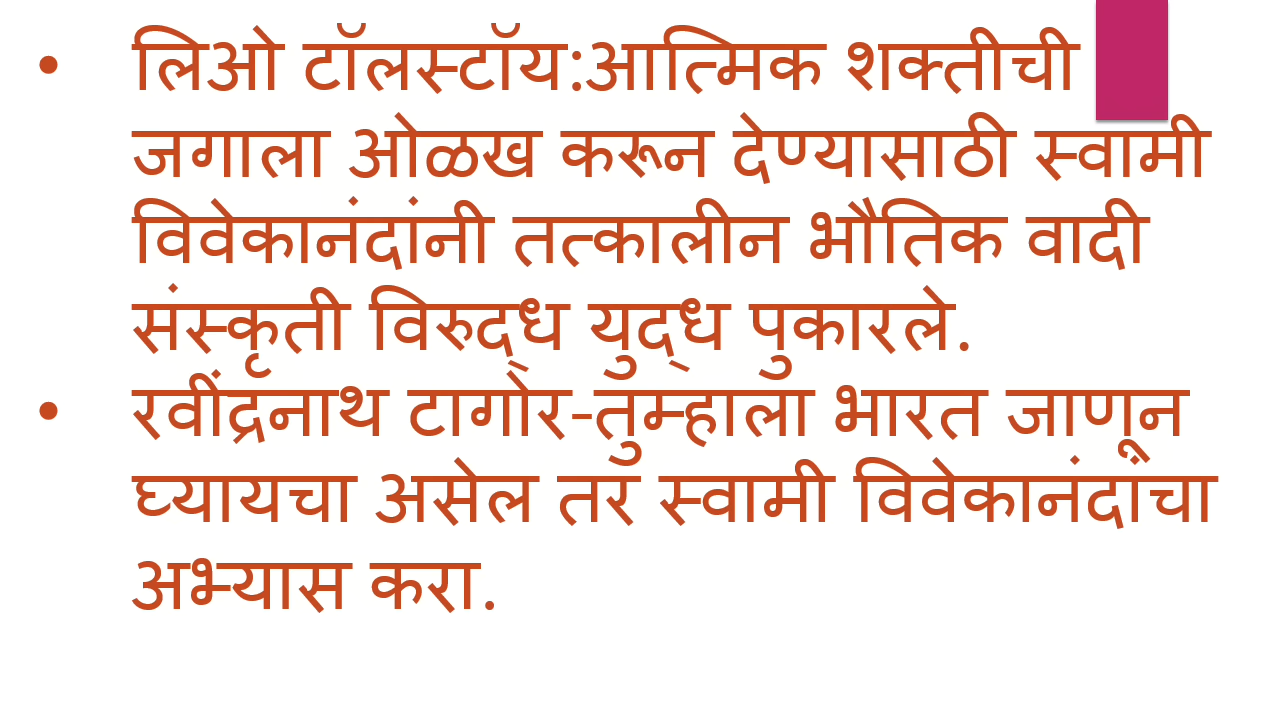 • लिओ टॉलस्टॉय:आत्मिक शक्तीची
जगाला ओळख करून देण्यासाठी स्वामी
विवेकानंदांनी तत्कालीन भौतिक वादी
संस्कृती विरुद्ध युद्ध पुकारले.
• रवींद्रनाथ टागोर-तुम्हाला भारत जाणून
घ्यायचा असेल तर स्वामी विवेकानंदांचा
अभ्यास करा.